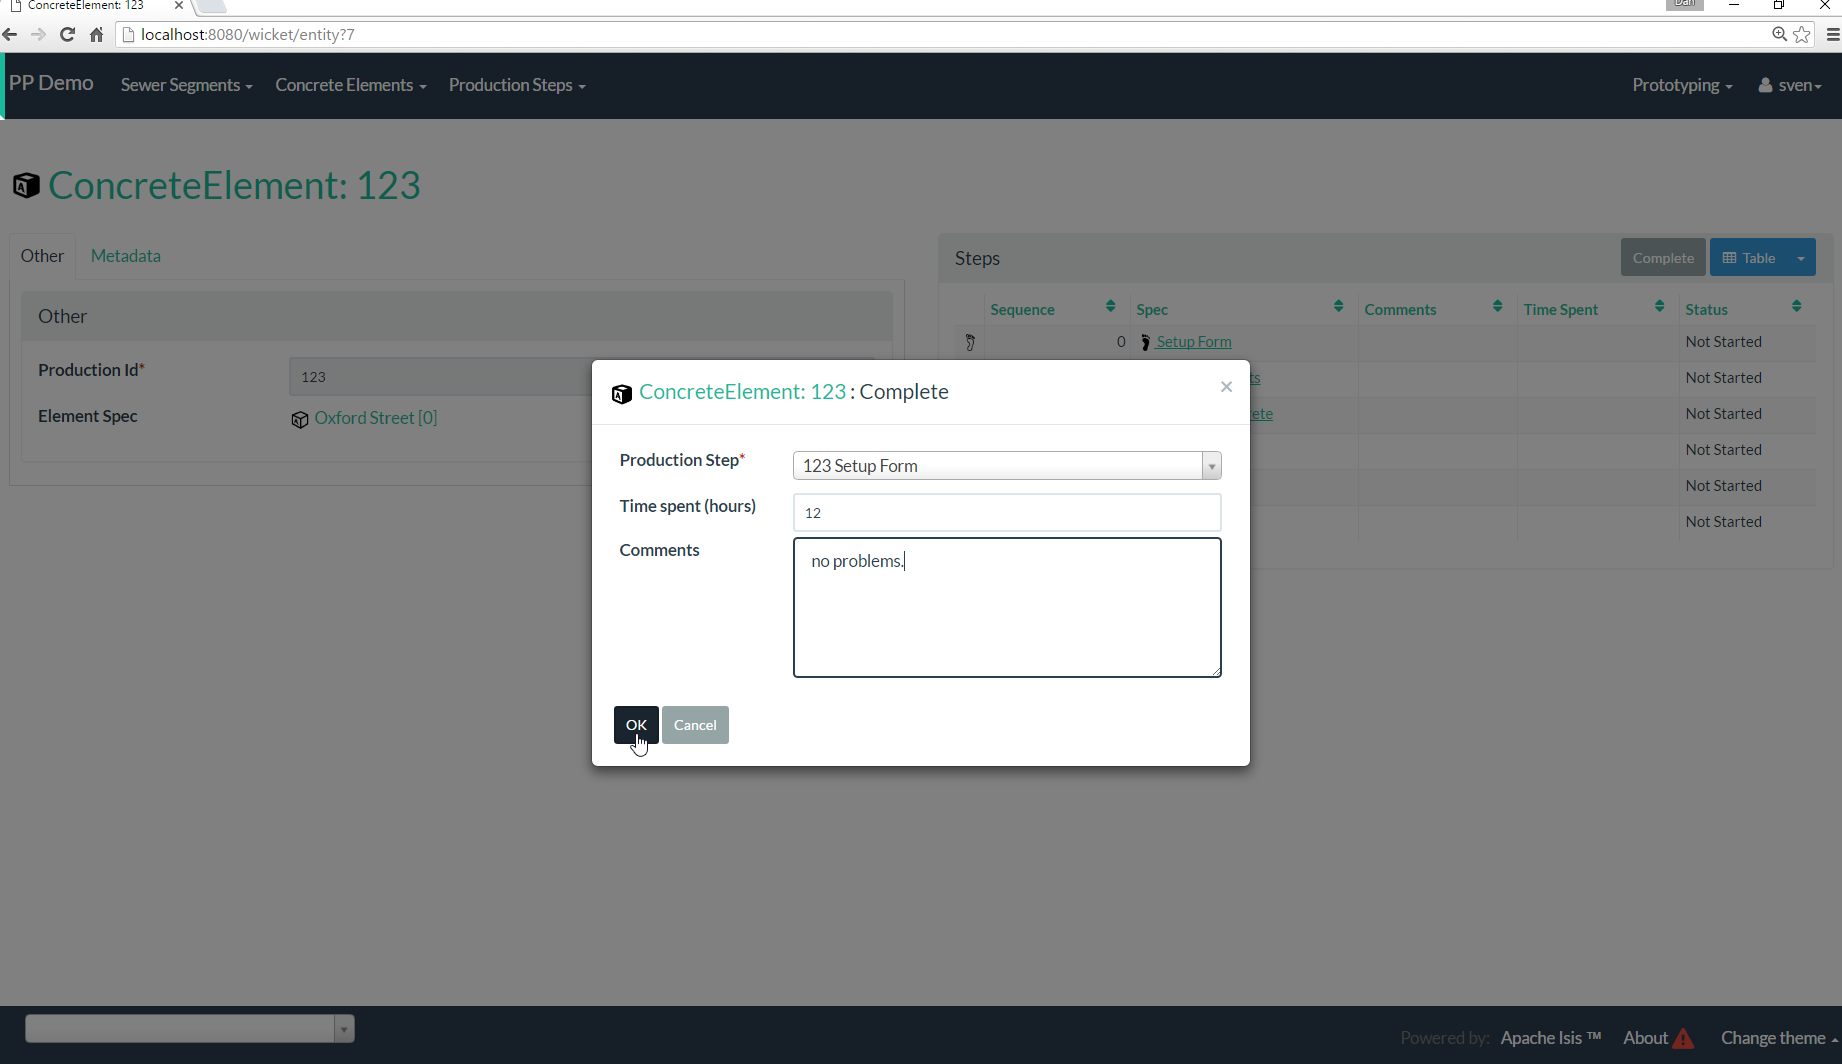 ConcreteElement: 123
Dan
localhost:8080/wicket/entity?7
PP Demo Sewer Segments Concrete Elements Production Steps Prototyping sven
ConcreteElement: 123
Other Metadata
Other
Production Id* 123
Element Spec Oxford Street [0]
Steps Complete Table
Sequence Spec Comments Time Spent Status
0 Setup Form Not Started
ts Not Started
rete Not Started
Not Started
Not Started
Not Started
ConcreteElement: 123 : Complete ×
Production Step* 123 Setup Form
Time spent (hours) 12
Comments no problems.
OK Cancel
Powered by: Apache Isis ™ About Change theme